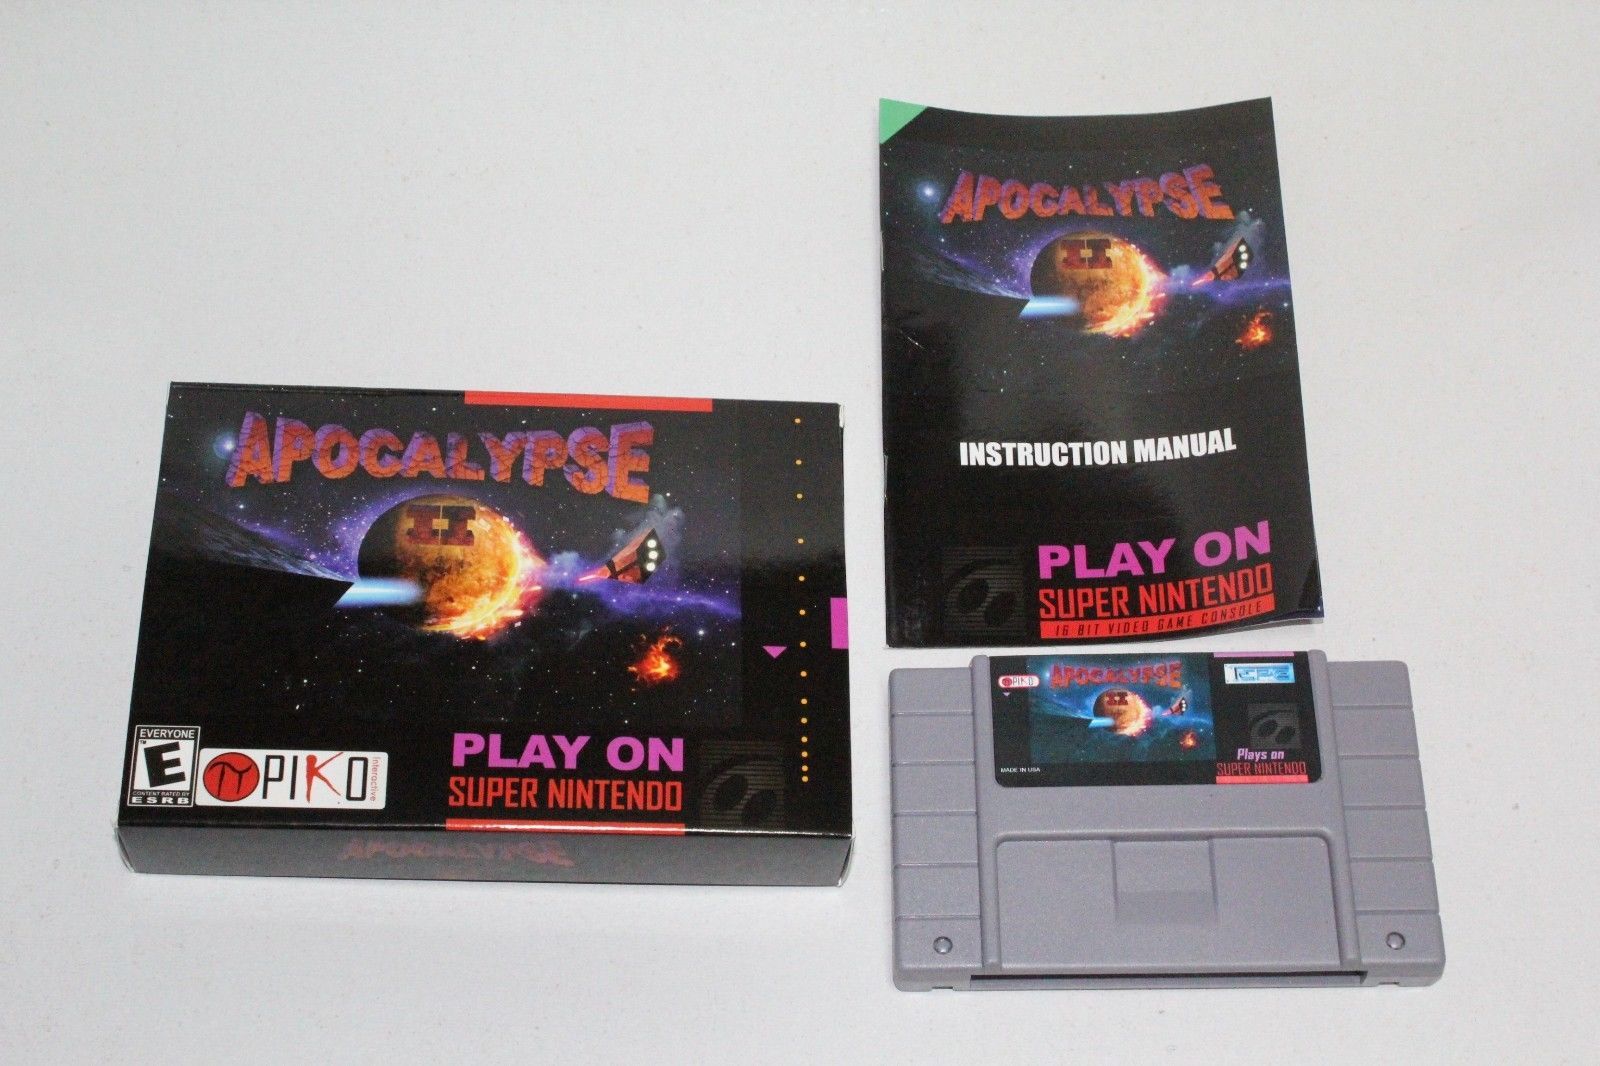 APOCALYPSE
II
EVERYONE
E
CONTENT RATED BY
ESRB
PIKO
interactive
PLAY ON
SUPER NINTENDO
APOCALYPSE
APOCALYPSE
II
INSTRUCTION MANUAL
PLAY ON
SUPER NINTENDO
16 BIT VIDEO GAME CONSOLE
PIKO
APOCALYPSE
II
MADE IN USA
Plays on
SUPER NINTENDO